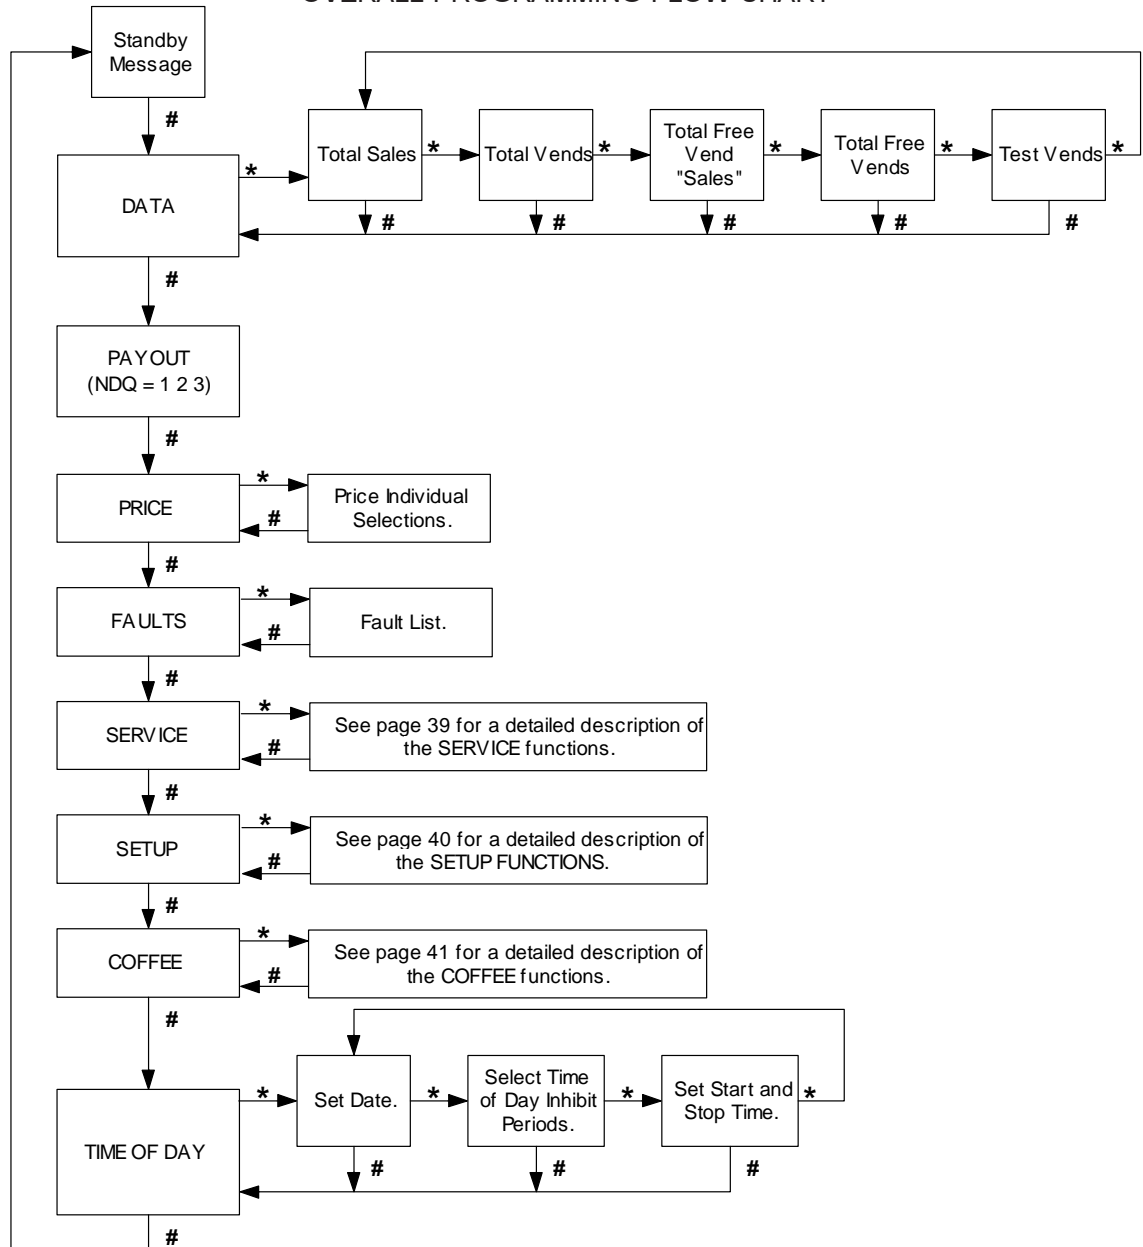 OVERALL PROGRAMMING FLOW CHART
Standby
Message
#
DATA
*
Total Sales
*
Total Vends
*
Total Free
Vend
"Sales"
*
Total Free
Vends
*
Test Vends
*
#
#
#
#
#
#
PAYOUT
(NDQ = 1 2 3)
#
PRICE
*
#
Price Individual
Selections.
#
FAULTS
*
#
Fault List.
#
SERVICE
*
#
See page 39 for a detailed description of
the SERVICE functions.
#
SETUP
*
#
See page 40 for a detailed description of
the SETUP FUNCTIONS.
#
COFFEE
*
#
See page 41 for a detailed description of
the COFFEE functions.
#
TIME OF DAY
*
Set Date.
*
Select Time
of Day Inhibit
Periods.
*
Set Start and
Stop Time.
*
#
#
#
#